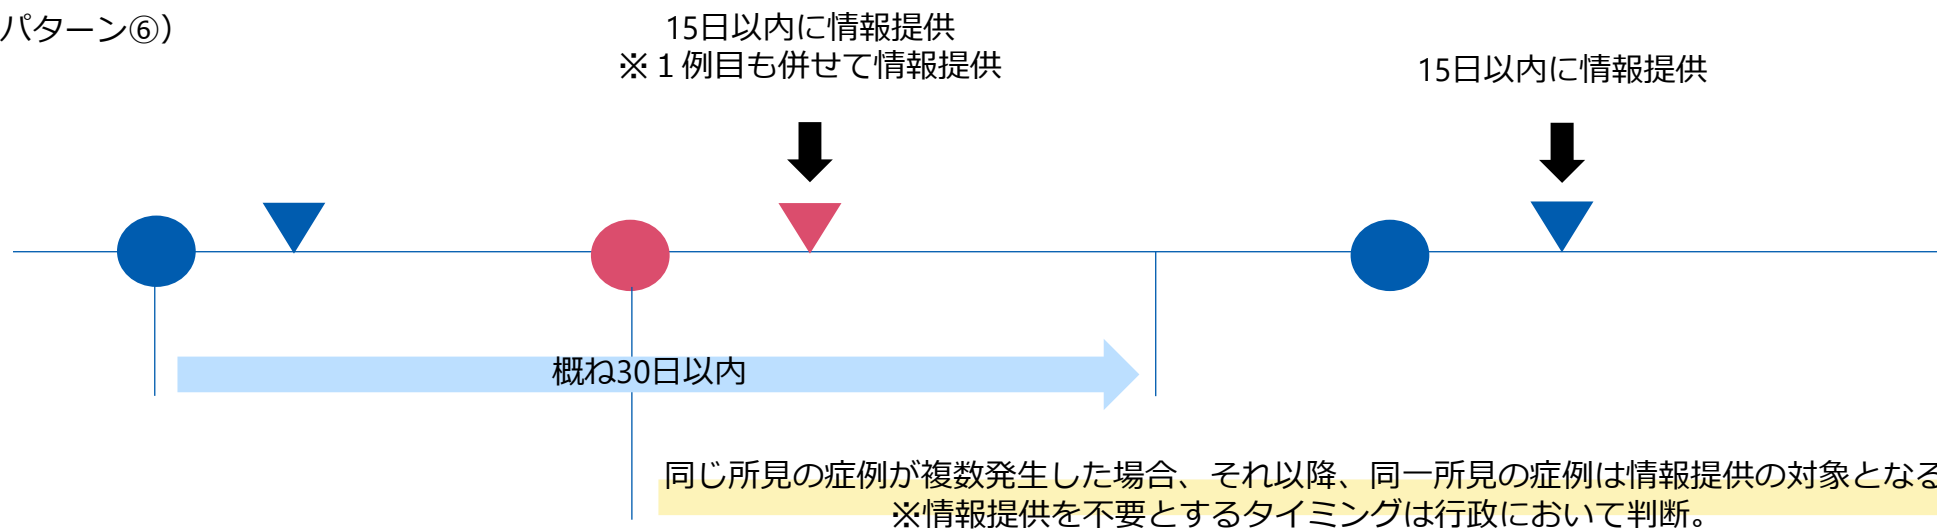 パターン⑥）
15日以内に情報提供
※１例目も併せて情報提供
15日以内に情報提供
概ね30日以内
同じ所見の症例が複数発生した場合、それ以降、同一所見の症例は情報提供の対象となる
※情報提供を不要とするタイミングは行政において判断。